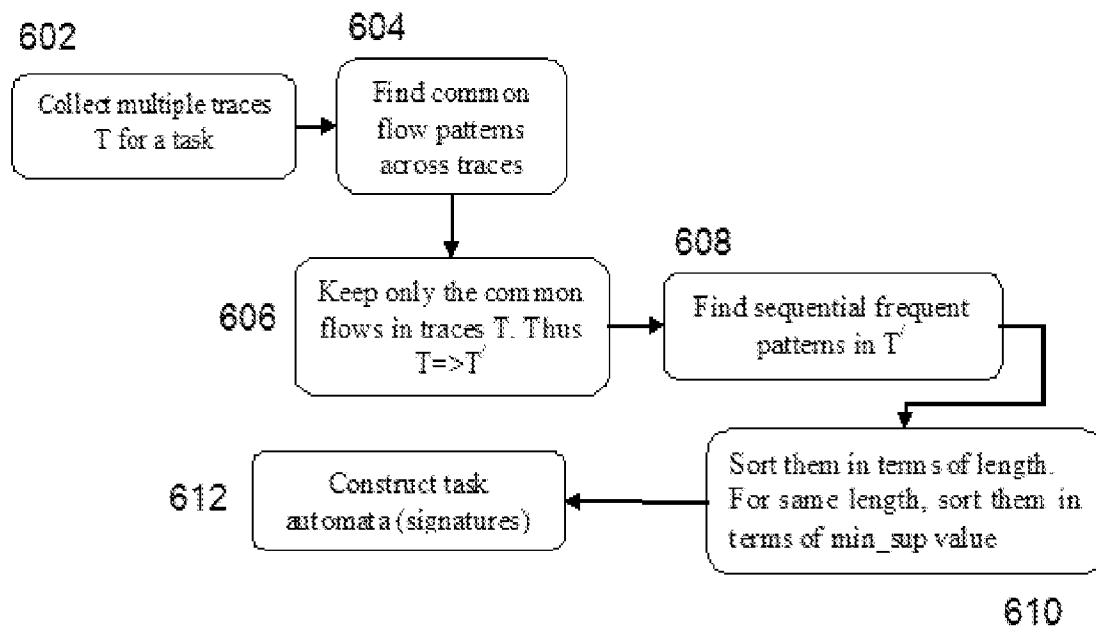 602
Collect multiple traces
T for a task
604
Find common
flow patterns
across traces
606
Keep only the common
flows in traces T. Thus
T=>T'
608
Find sequential frequent
patterns in T'
Sort them in terms of length.
For same length, sort them in
terms of min_sup value
610
612
Construct task
automata (signatures)